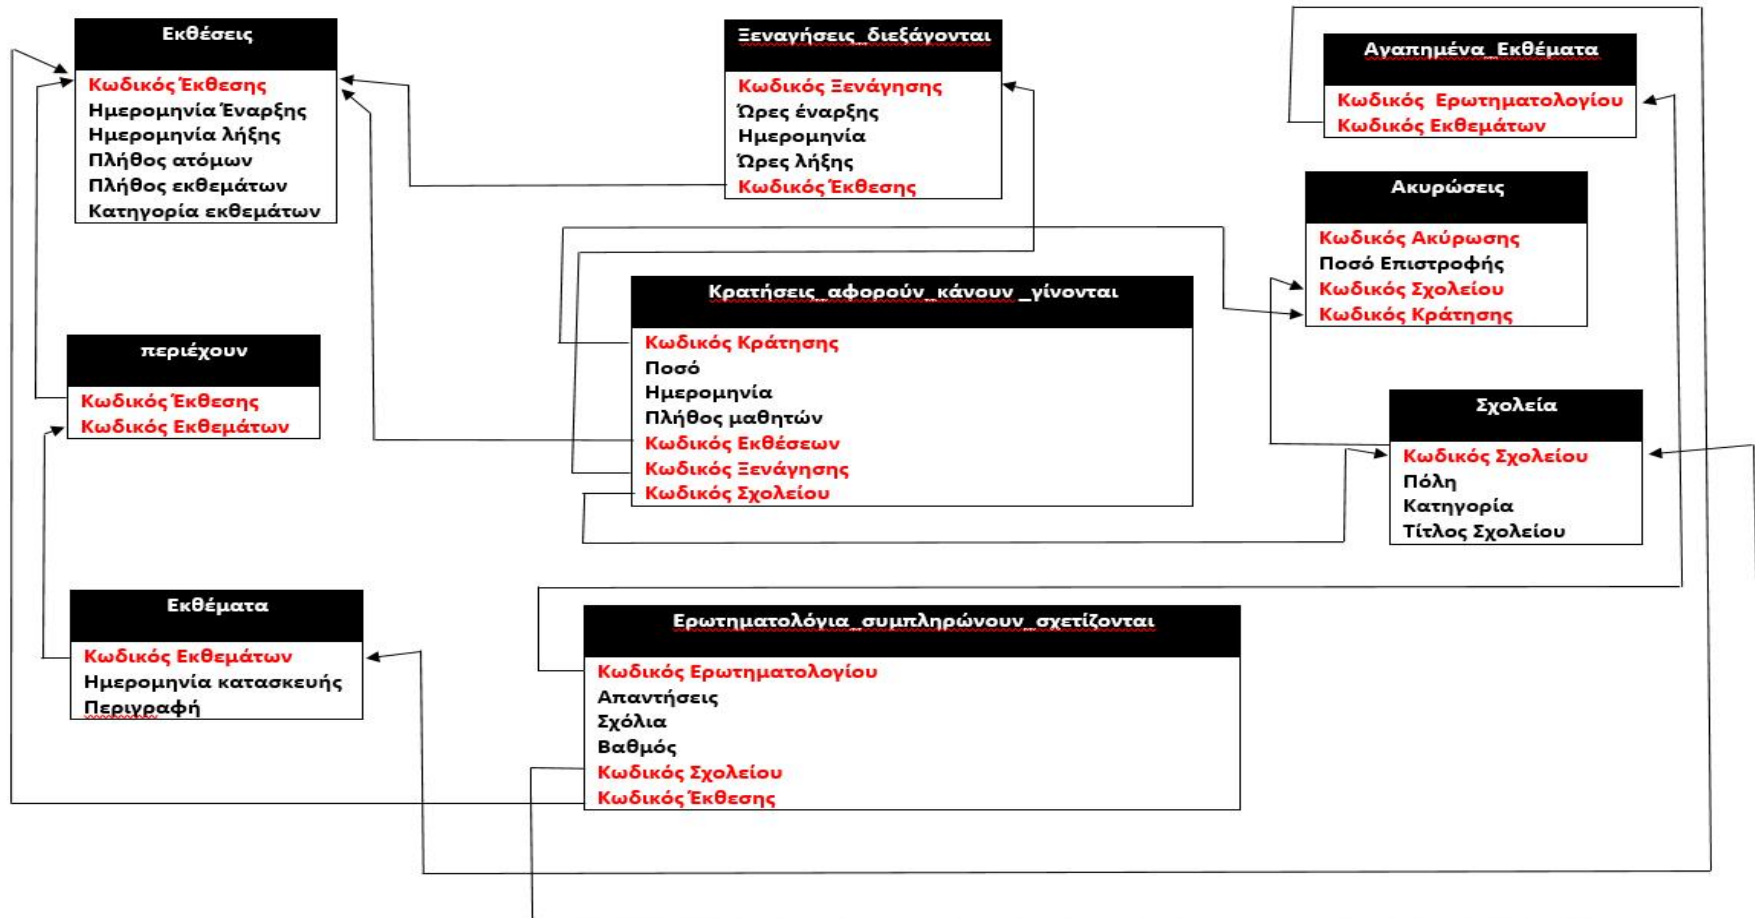 Εκθέσεις
Κωδικός Έκθεσης
Ημερομηνία Έναρξης
Ημερομηνία λήξης
Πλήθος ατόμων
Πλήθος εκθεμάτων
Κατηγορία εκθεμάτων
Ξεναγήσεις_διεξάγονται
Κωδικός Ξενάγησης
Ώρες έναρξης
Ημερομηνία
Ώρες λήξης
Κωδικός Έκθεσης
Αγαπημένα_Εκθέματα
Κωδικός Ερωτηματολογίου
Κωδικός Εκθεμάτων
Ακυρώσεις
Κωδικός Ακύρωσης
Ποσό Επιστροφής
Κωδικός Σχολείου
Κωδικός Κράτησης
περιέχουν
Κωδικός Έκθεσης
Κωδικός Εκθεμάτων
Κρατήσεις_αφορούν_κάνουν _γίνονται
Κωδικός Κράτησης
Ποσό
Ημερομηνία
Πλήθος μαθητών
Κωδικός Εκθέσεων
Κωδικός Ξενάγησης
Κωδικός Σχολείου
Σχολεία
Κωδικός Σχολείου
Πόλη
Κατηγορία
Τίτλος Σχολείου
Εκθέματα
Κωδικός Εκθεμάτων
Ημερομηνία κατασκευής
Περιγραφή
Ερωτηματολόγια_συμπληρώνουν_σχετίζονται
Κωδικός Ερωτηματολογίου
Απαντήσεις
Σχόλια
Βαθμός
Κωδικός Σχολείου
Κωδικός Έκθεσης